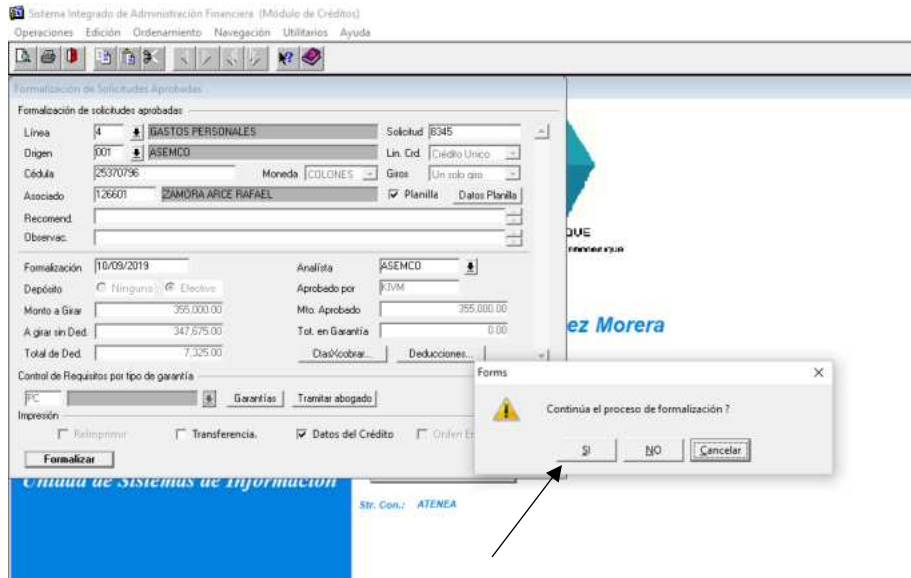 Sistema Integrado de Administración Financiera (Módulo de Créditos)
Operaciones Edición Ordenamiento Navegación Utilitarios Ayuda
Formalización de Solicitudes Aprobadas
Formalización de solicitudes aprobadas
Línea 4 GASTOS PERSONALES Solicitud 8345
Origen 001 ASEMCO Lin. Crd. Crédito Unico
Cédula 25370796 Moneda COLONES Giros Un solo giro
Asociado 126601 ZAMORA ARCE RAFAEL Planilla Datos Planilla
Recomend.
Observac.
QUE
Formalización 10/09/2019 Analista ASEMCO
Depósito Ninguno Efectivo Aprobado por KIVM
Monto a Girar 355,000.00 Mto. Aprobado 355,000.00
A girar sin Ded. 347,675.00 Tot. en Garantía 0.00
ez Morera
Total de Ded. 7,325.00 Deducciones...
Control de Requisitos por tipo de garantía
Garantías Tramitar abogado
Impresión
Reimprimir Transferencia. Datos del Crédito Orden
Formalizar
Forms
Continúa el proceso de formalización ?
SI NO Cancelar
Unidad de Sistemas de Información
Str. Con.: ATENEA